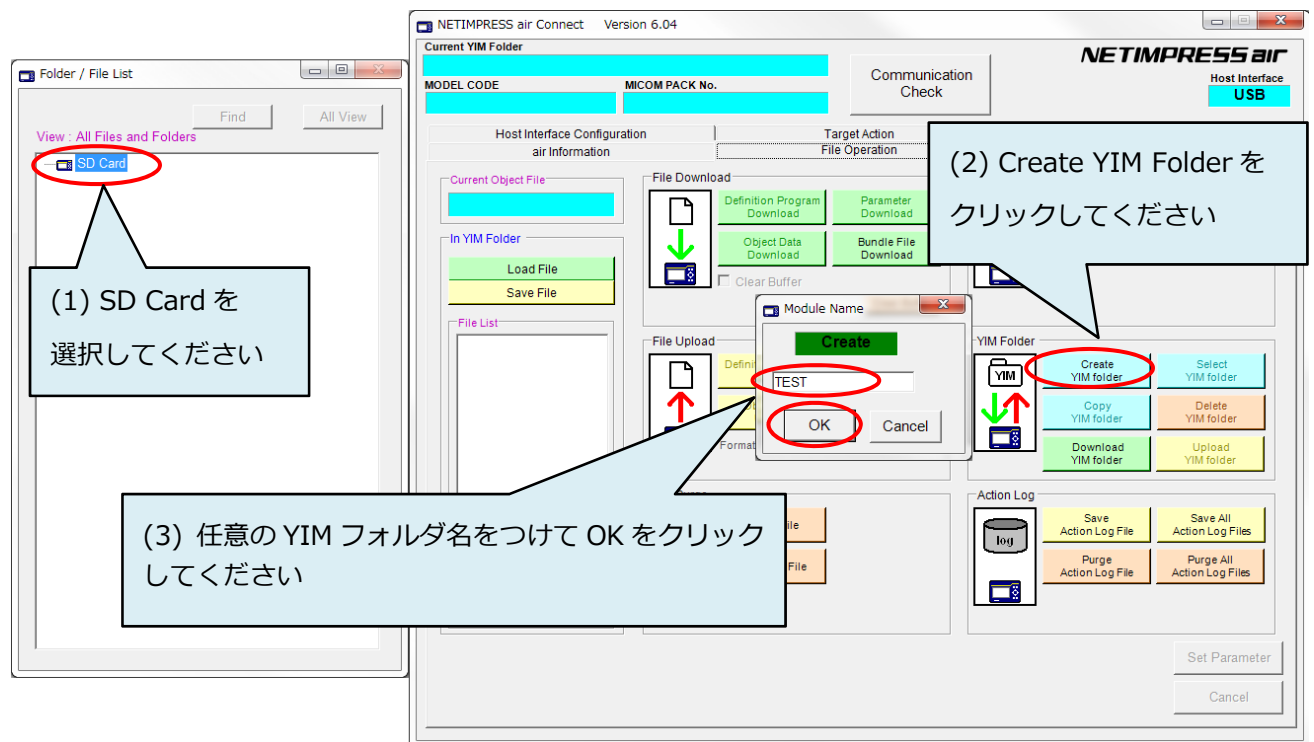 NETIMPRESS air Connect Version 6.04
Current YIM Folder
MODEL CODE
MICOM PACK No.
Communication
Check
NETIMPRESS air
Host Interface
USB
Host Interface Configuration
Target Action
air Information
File Operation
Folder / File List
Find
All View
View : All Files and Folders
SD Card
(1) SD Card を
選択してください
(2) Create YIM Folder を
クリックしてください
Current Object File
In YIM Folder
Load File
Save File
File List
File Download
Definition Program
Download
Parameter
Download
Object Data
Download
Bundle File
Download
Clear Buffer
Module Name
Create
TEST
OK
Cancel
File Upload
Format
YIM Folder
YIM
Create
YIM folder
Select
YIM folder
Copy
YIM folder
Delete
YIM folder
Download
YIM folder
Upload
YIM folder
(3) 任意の YIM フォルダ名をつけて OK をクリック
してください
File
Action Log
log
Save
Action Log File
Save All
Action Log Files
Purge
Action Log File
Purge All
Action Log Files
Set Parameter
Cancel